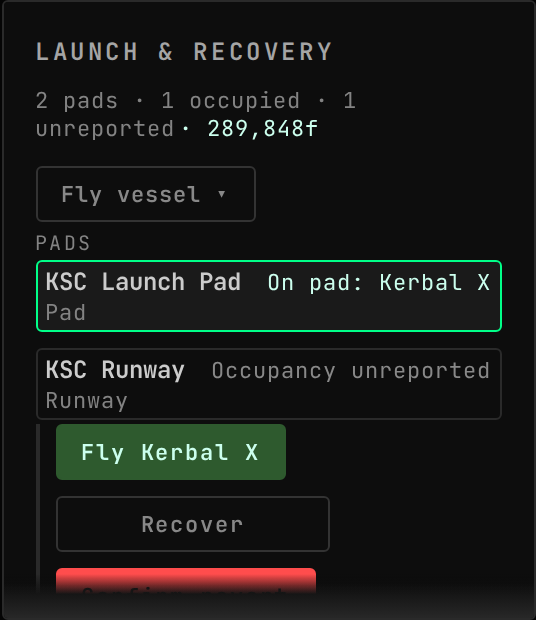 LAUNCH & RECOVERY
2 pads · 1 occupied · 1
unreported · 289,848f
Fly vessel ▾
PADS
KSC Launch Pad On pad: Kerbal X
Pad
KSC Runway Occupancy unreported
Runway
Fly Kerbal X
Recover